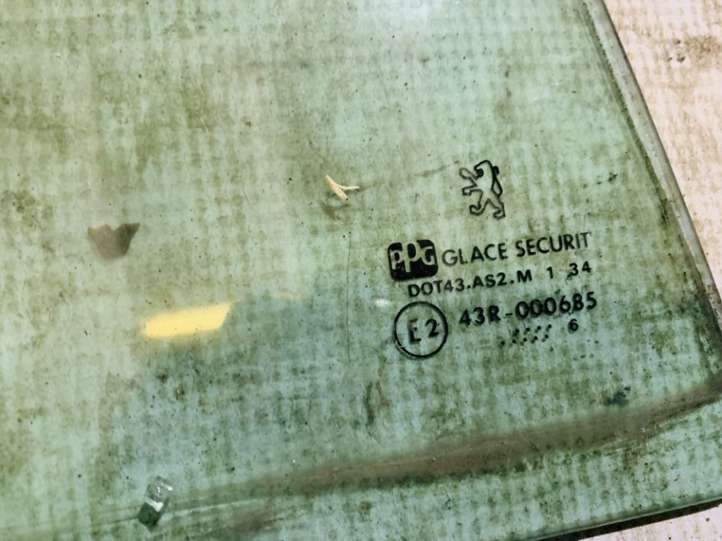 PPG GLACE SECURIT
DOT43.AS2.M 1 34
E2 43R-000685
..///// 6